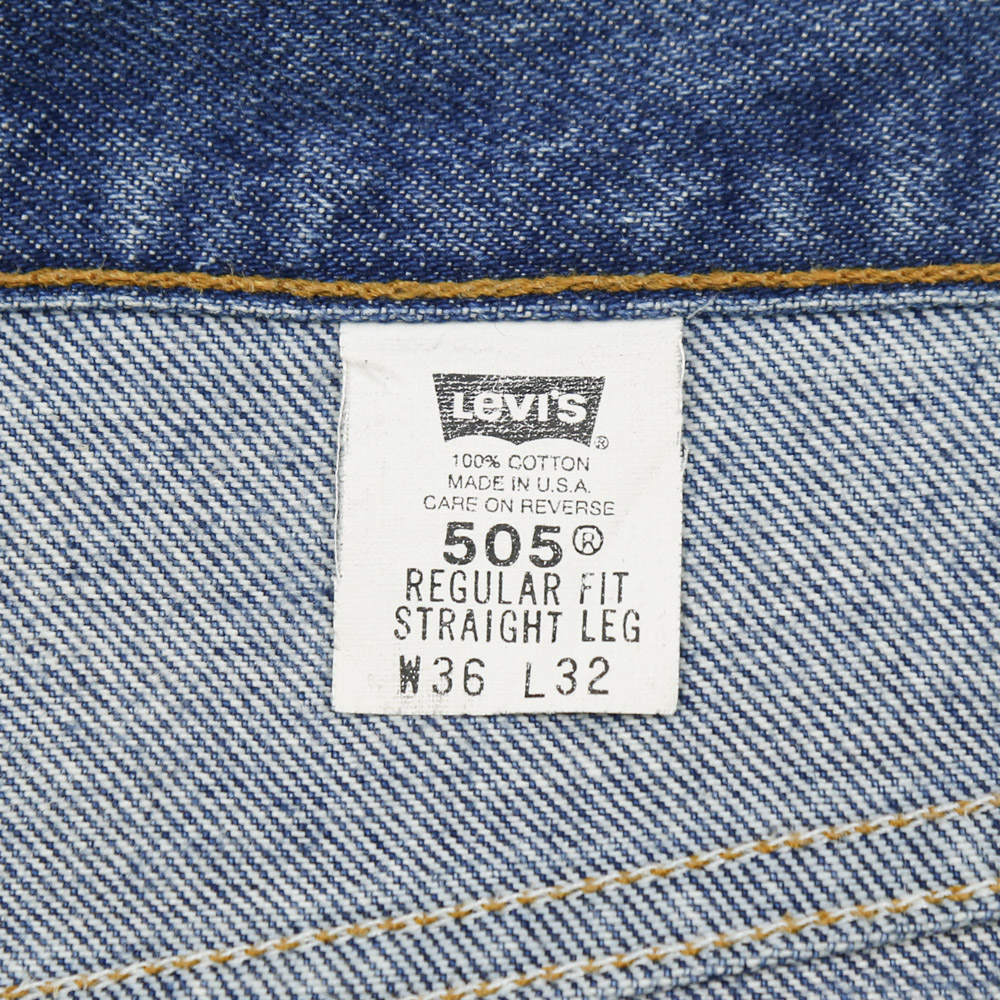 Levi's ®
100% COTTON
MADE IN U.S.A.
CARE ON REVERSE
505®
REGULAR FIT
STRAIGHT LEG
W36 L32